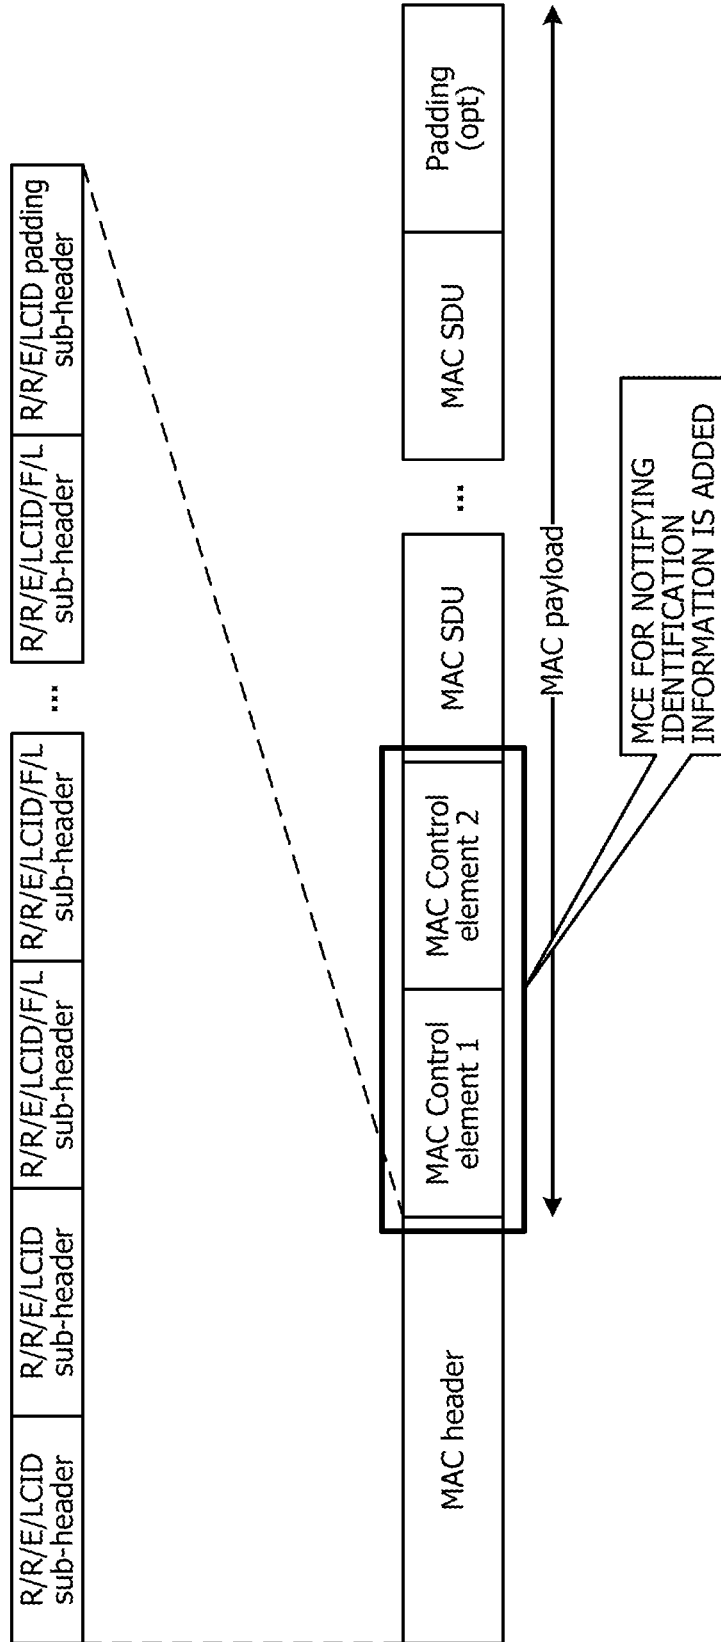 R/R/E/LCID
sub-header
R/R/E/LCID
sub-header
R/R/E/LCID/F/L
sub-header
R/R/E/LCID/F/L
sub-header
...
R/R/E/LCID/F/L
sub-header
R/R/E/LCID padding
sub-header
MAC header
MAC Control
element 1
MAC Control
element 2
MAC SDU
...
MAC SDU
Padding
(opt)
MAC payload
MCE FOR NOTIFYING
IDENTIFICATION
INFORMATION IS ADDED